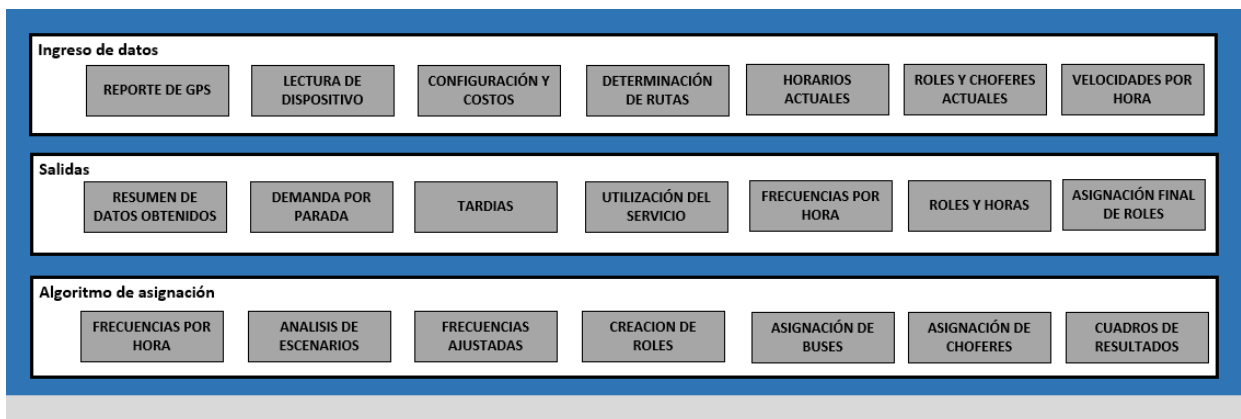 Ingreso de datos
REPORTE DE GPS
LECTURA DE
DISPOSITIVO
CONFIGURACIÓN Y
COSTOS
DETERMINACIÓN
DE RUTAS
HORARIOS
ACTUALES
ROLES Y CHOFERES
ACTUALES
VELOCIDADES POR
HORA
Salidas
RESUMEN DE
DATOS OBTENIDOS
DEMANDA POR
PARADA
TARDIAS
UTILIZACIÓN DEL
SERVICIO
FRECUENCIAS POR
HORA
ROLES Y HORAS
ASIGNACIÓN FINAL
DE ROLES
Algoritmo de asignación
FRECUENCIAS POR
HORA
ANALISIS DE
ESCENARIOS
FRECUENCIAS
AJUSTADAS
CREACION DE
ROLES
ASIGNACIÓN DE
BUSES
ASIGNACIÓN DE
CHOFERES
CUADROS DE
RESULTADOS